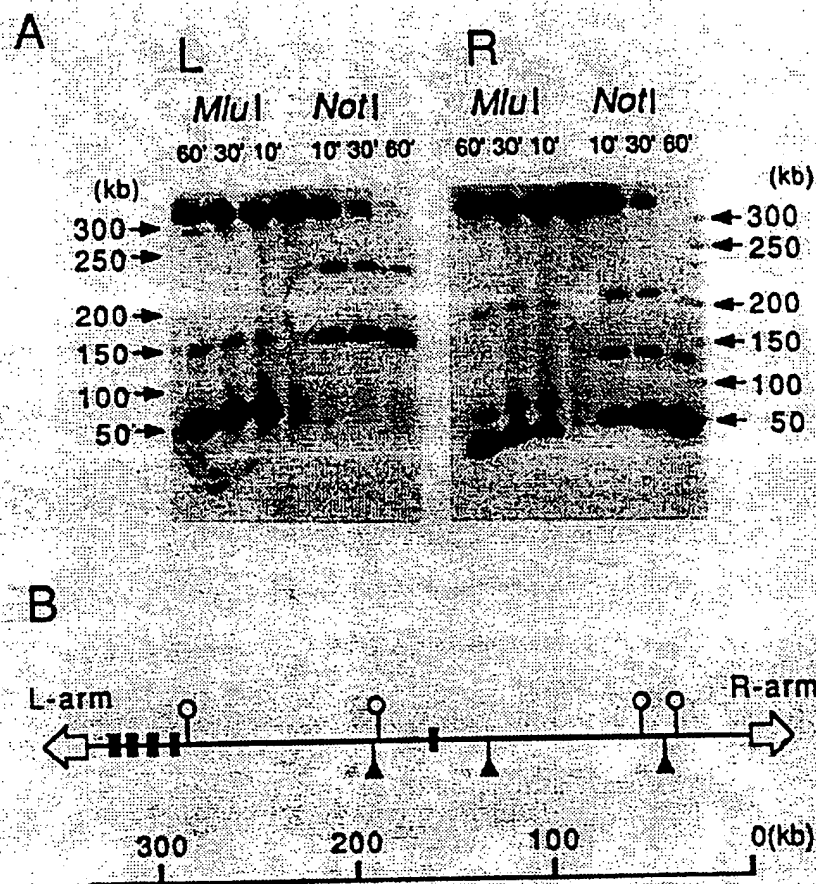 A
L R
MluI NotI MluI NotI
60' 30' 10' 10' 30' 60' 60' 30' 10' 10' 30' 60'
(kb) (kb)
300 300
250 250
200 200
150 150
100 100
50 50
B
L-arm R-arm
300 200 100 0(kb)